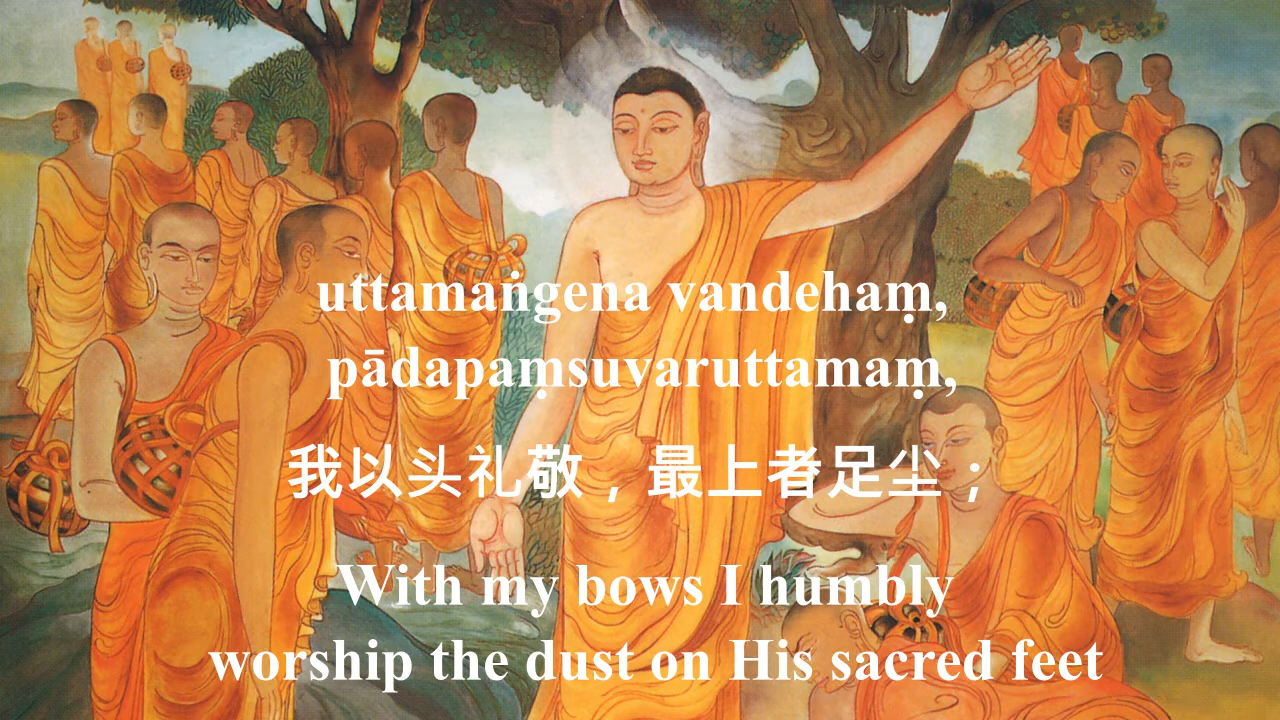 uttamaṅgena vandehaṃ,
pādapaṃsuvaruttamaṃ,
我以头礼敬，最上者足尘；
With my bows I humbly
worship the dust on His sacred feet